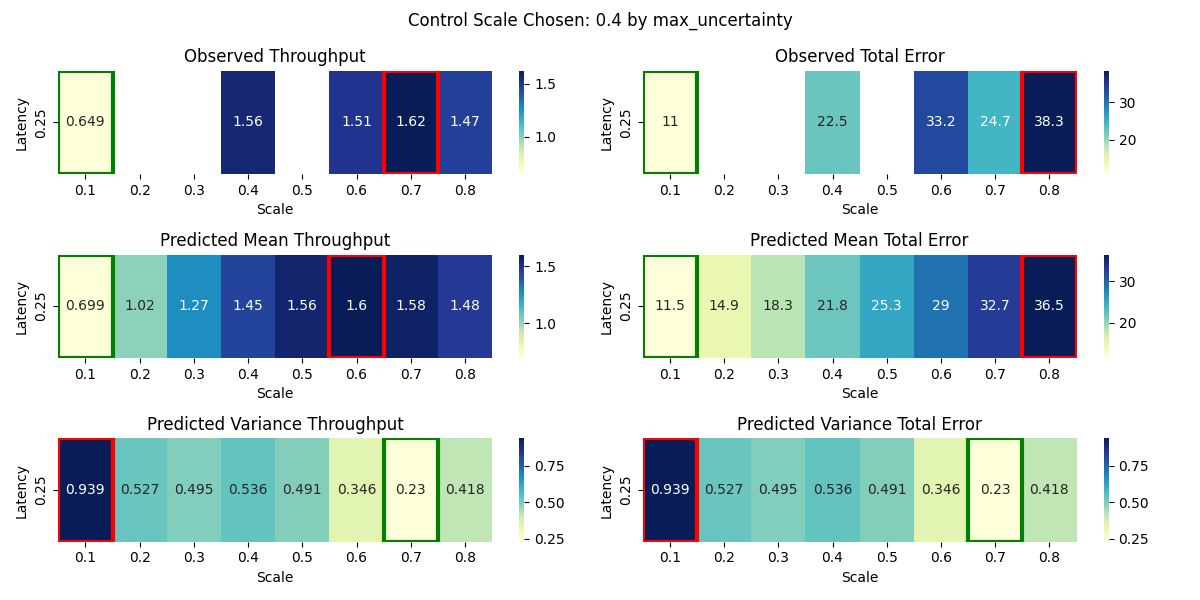 Control Scale Chosen: 0.4 by max_uncertainty
Observed Throughput
Latency
0.25
0.649
1.56
1.51
1.62
1.47
0.1 0.2 0.3 0.4 0.5 0.6 0.7 0.8
Scale
1.5
1.0
Observed Total Error
Latency
0.25
11
22.5
33.2
24.7
38.3
0.1 0.2 0.3 0.4 0.5 0.6 0.7 0.8
Scale
30
20
Predicted Mean Throughput
Latency
0.25
0.699 1.02 1.27 1.45 1.56 1.6 1.58 1.48
0.1 0.2 0.3 0.4 0.5 0.6 0.7 0.8
Scale
1.5
1.0
Predicted Mean Total Error
Latency
0.25
11.5 14.9 18.3 21.8 25.3 29 32.7 36.5
0.1 0.2 0.3 0.4 0.5 0.6 0.7 0.8
Scale
30
20
Predicted Variance Throughput
Latency
0.25
0.939 0.527 0.495 0.536 0.491 0.346 0.23 0.418
0.1 0.2 0.3 0.4 0.5 0.6 0.7 0.8
Scale
0.75
0.50
0.25
Predicted Variance Total Error
Latency
0.25
0.939 0.527 0.495 0.536 0.491 0.346 0.23 0.418
0.1 0.2 0.3 0.4 0.5 0.6 0.7 0.8
Scale
0.75
0.50
0.25